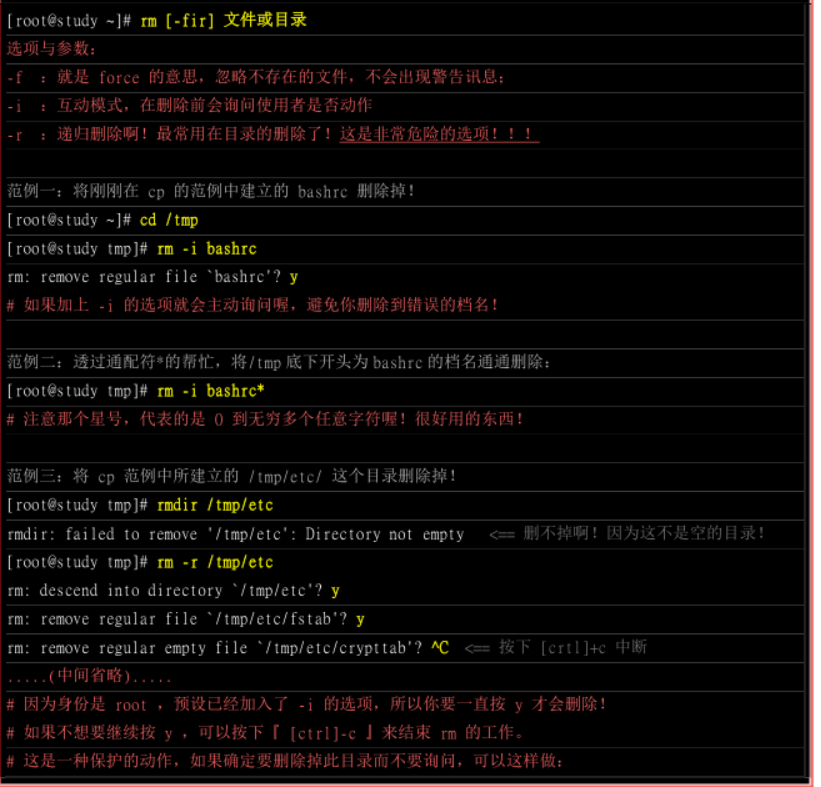 [root@study ~]# rm [-fir] 文件或目录
选项与参数：
-f ：就是 force 的意思，忽略不存在的文件，不会出现警告讯息；
-i ：互动模式，在删除前会询问使用者是否动作
-r ：递归删除啊！最常用在目录的删除了！这是非常危险的选项！！！
范例一：将刚刚在 cp 的范例中建立的 bashrc 删除掉！
[root@study ~]# cd /tmp
[root@study tmp]# rm -i bashrc
rm: remove regular file `bashrc'? y
# 如果加上 -i 的选项就会主动询问喔，避免你删除到错误的档名！
范例二：透过通配符*的帮忙，将/tmp底下开头为bashrc的档名通通删除：
[root@study tmp]# rm -i bashrc*
# 注意那个星号，代表的是 0 到无穷多个任意字符喔！很好用的东西！
范例三：将 cp 范例中所建立的 /tmp/etc/ 这个目录删除掉！
[root@study tmp]# rmdir /tmp/etc
rmdir: failed to remove '/tmp/etc': Directory not empty <== 删不掉啊！因为这不是空的目录！
[root@study tmp]# rm -r /tmp/etc
rm: descend into directory `/tmp/etc'? y
rm: remove regular file `/tmp/etc/fstab'? y
rm: remove regular empty file `/tmp/etc/crypttab'? ^C <== 按下 [crtl]+c 中断
.....(中间省略).....
# 因为身份是 root ，预设已经加入了 -i 的选项，所以你要一直按 y 才会删除！
# 如果不想要继续按 y ，可以按下『 [ctrl]-c 』来结束 rm 的工作。
# 这是一种保护的动作，如果确定要删除掉此目录而不要询问，可以这样做：